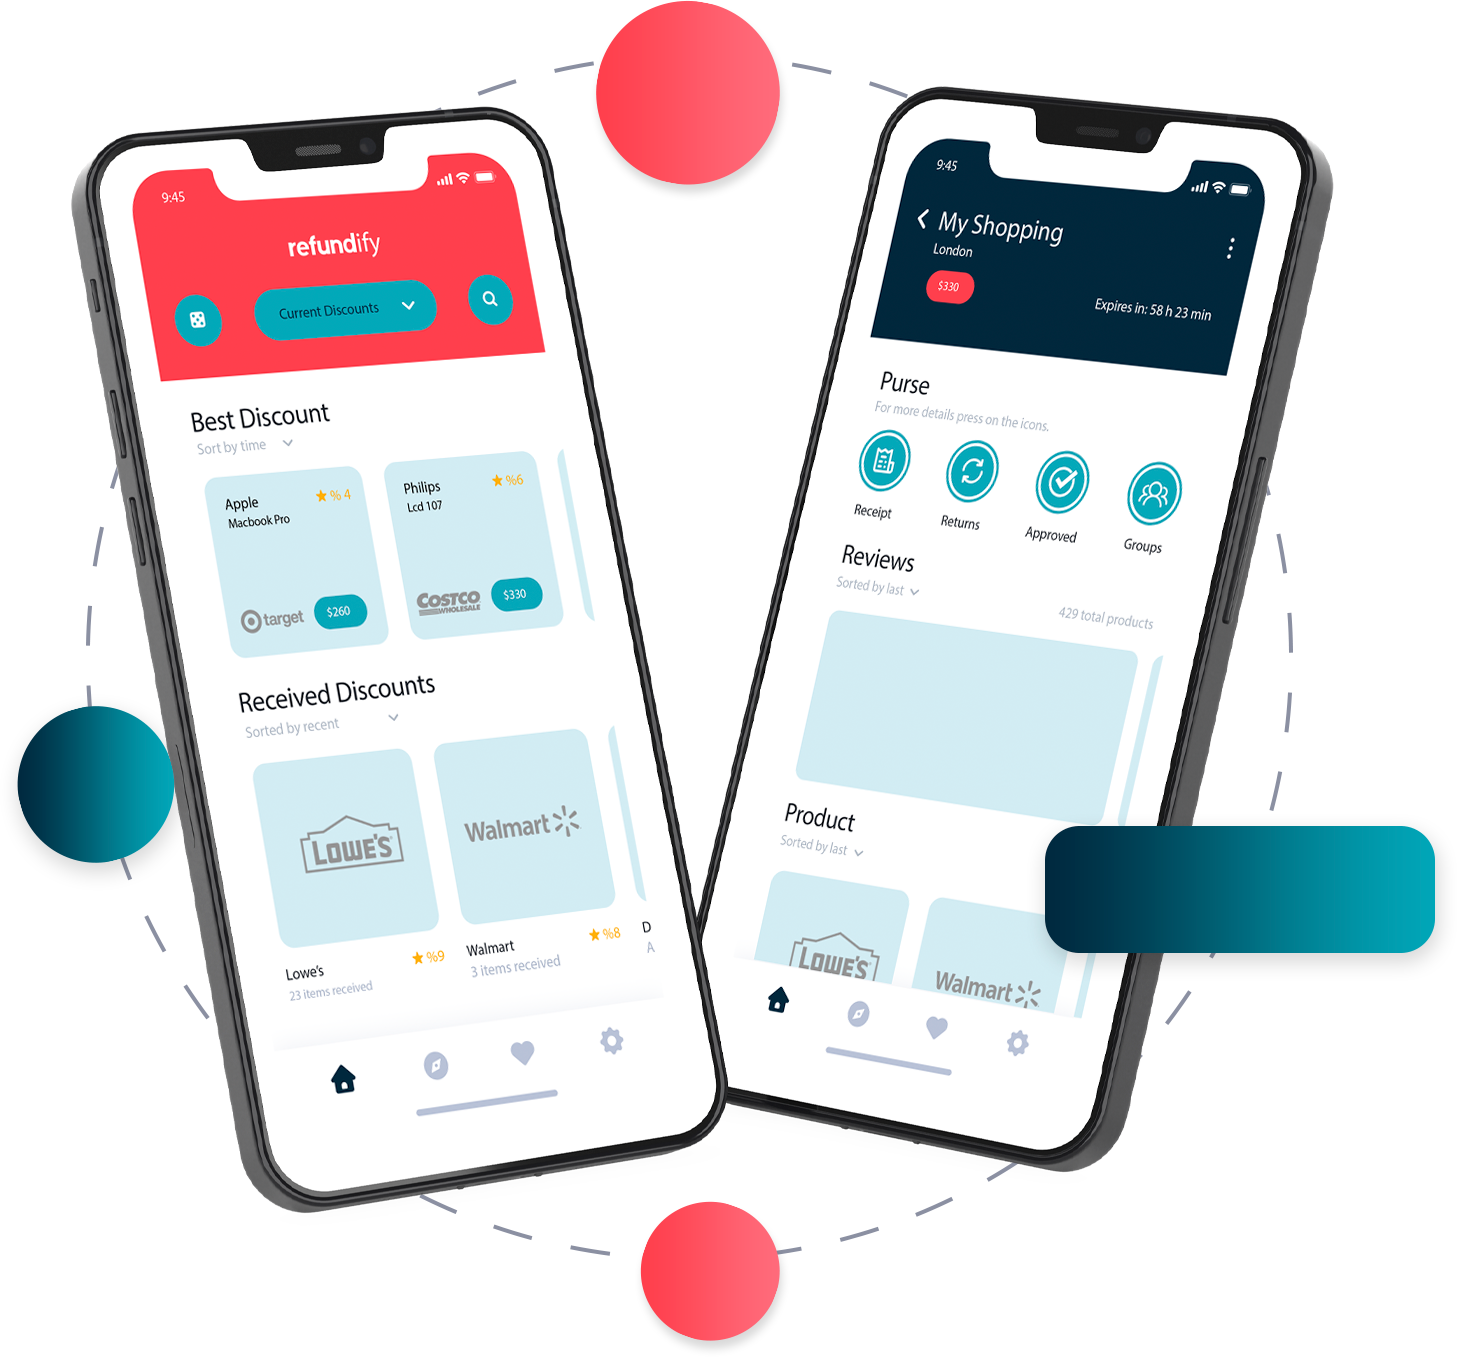 9:45
refundify
Current Discounts
Best Discount
Sort by time
Apple
%4
Macbook Pro
target
$260
Philips
%6
Lcd 107
COSTCO
WHOLESALE
$330
Received Discounts
Sorted by recent
LOWE'S
Walmart
Lowe's
%9
23 items received
Walmart
%8
3 items received
D
A
9:45
My Shopping
London
$330
Expires in: 58 h 23 min
Purse
For more details press on the icons.
Receipt
Returns
Approved
Groups
Reviews
Sorted by last
429 total products
Product
Sorted by last
LOWE'S
Walmart